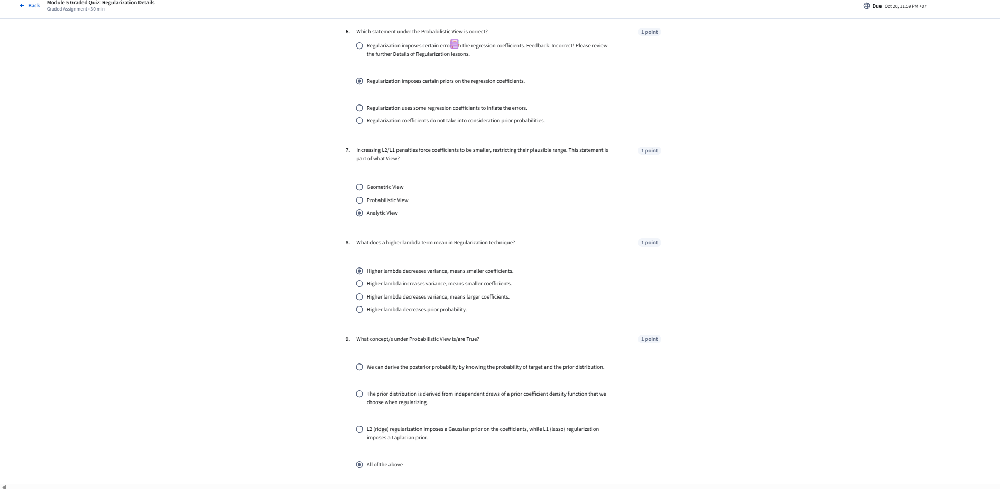 Back
Module 5 Graded Quiz: Regularization Details
Graded Assignment • 30 min
Due Oct 20, 11:59 PM +07
6. Which statement under the Probabilistic View is correct?
1 point
Regularization imposes certain erro n the regression coefficients. Feedback: Incorrect! Please review
the further Details of Regularization lessons.
Regularization imposes certain priors on the regression coefficients.
Regularization uses some regression coefficients to inflate the errors.
Regularization coefficients do not take into consideration prior probabilities.
7. Increasing L2/L1 penalties force coefficients to be smaller, restricting their plausible range. This statement is
part of what View?
1 point
Geometric View
Probabilistic View
Analytic View
8. What does a higher lambda term mean in Regularization technique?
1 point
Higher lambda decreases variance, means smaller coefficients.
Higher lambda increases variance, means smaller coefficients.
Higher lambda decreases variance, means larger coefficients.
Higher lambda decreases prior probability.
9. What concept/s under Probabilistic View is/are True?
1 point
We can derive the posterior probability by knowing the probability of target and the prior distribution.
The prior distribution is derived from independent draws of a prior coefficient density function that we
choose when regularizing.
L2 (ridge) regularization imposes a Gaussian prior on the coefficients, while L1 (lasso) regularization
imposes a Laplacian prior.
All of the above